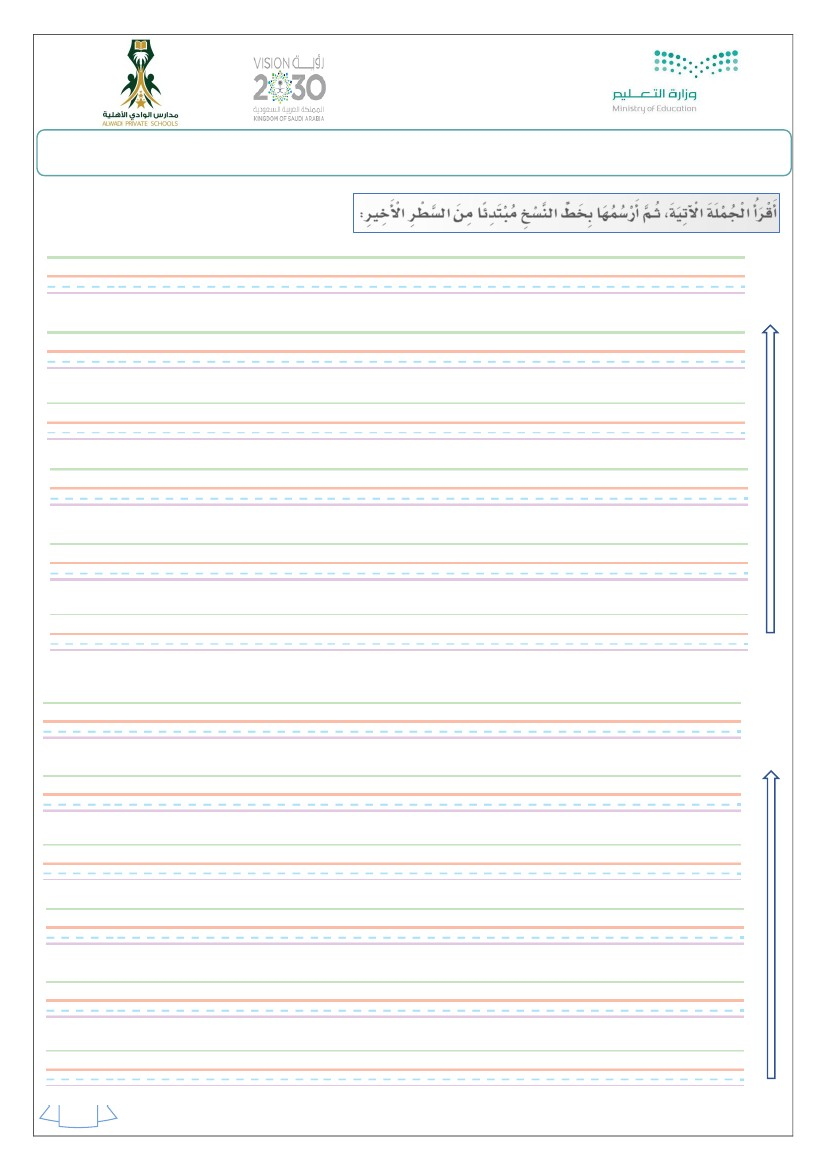 مدارس الوادي الأهلية
ALWADI PRIVATE SCHOOLS
VISION رؤية
2030
المملكة العربية السعودية
KINGDOM OF SAUDI ARABIA
وزارة التعليم
Ministry of Education
أَقْرَأُ الْجُمْلَةَ الْآتِيَةَ، ثُمَّ أَرْسُمُهَا بِخَطِّ النَّسْخِ مُبْتَدِئًا مِنَ السَّطْرِ الْأَخِيرِ: